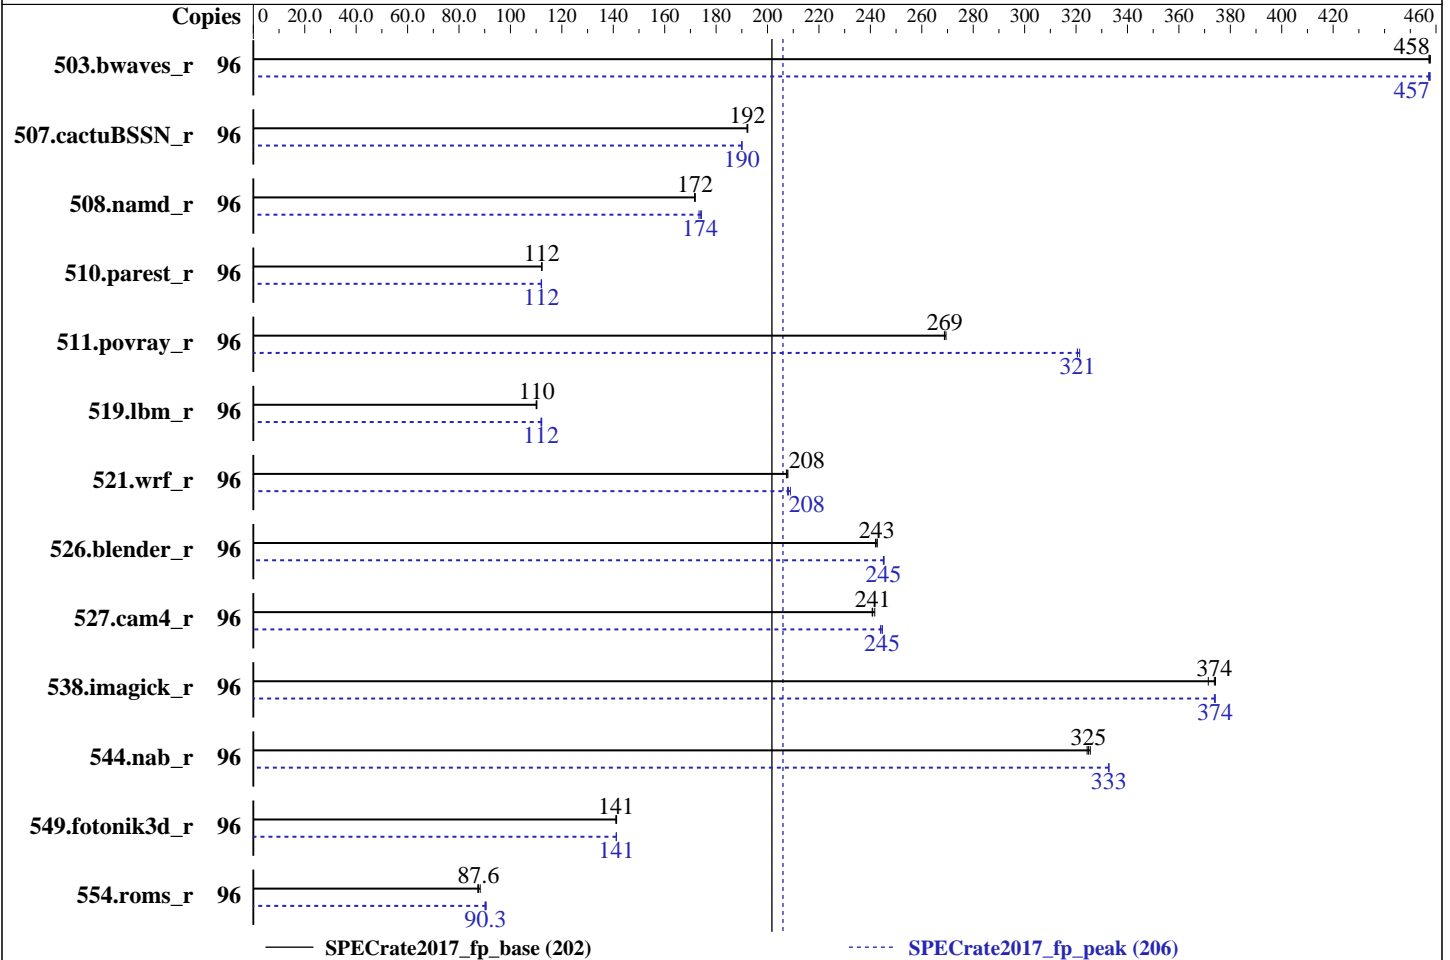 Copies 0 20.0 40.0 60.0 80.0 100 120 140 160 180 200 220 240 260 280 300 320 340 360 380 400 420 460
503.bwaves_r 96 458
457
507.cactuBSSN_r 96 192
190
508.namd_r 96 172
174
510.parest_r 96 112
112
511.povray_r 96 269
321
519.lbm_r 96 110
112
521.wrf_r 96 208
208
526.blender_r 96 243
245
527.cam4_r 96 241
245
538.imagick_r 96 374
374
544.nab_r 96 325
333
549.fotonik3d_r 96 141
141
554.roms_r 96 87.6
90.3
SPECrate2017_fp_base (202) SPECrate2017_fp_peak (206)